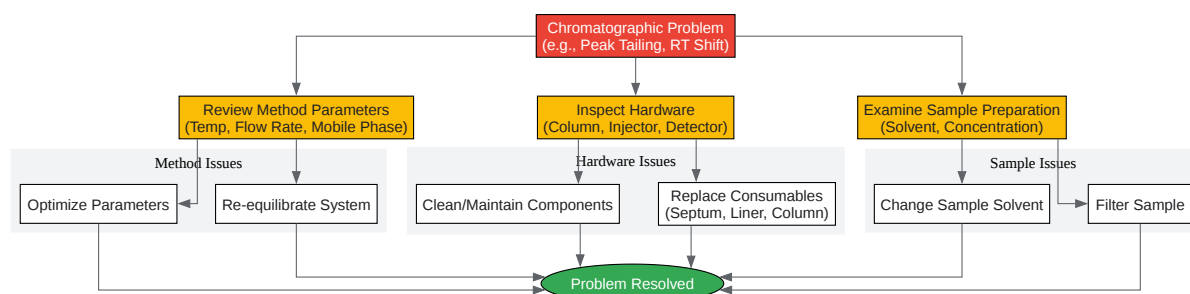 Chromatographic Problem
(e.g., Peak Tailing, RT Shift)
Review Method Parameters
(Temp, Flow Rate, Mobile Phase)
Inspect Hardware
(Column, Injector, Detector)
Examine Sample Preparation
(Solvent, Concentration)
Method Issues
Hardware Issues
Sample Issues
Optimize Parameters
Re-equilibrate System
Clean/Maintain Components
Replace Consumables
(Septum, Liner, Column)
Change Sample Solvent
Filter Sample
Problem Resolved